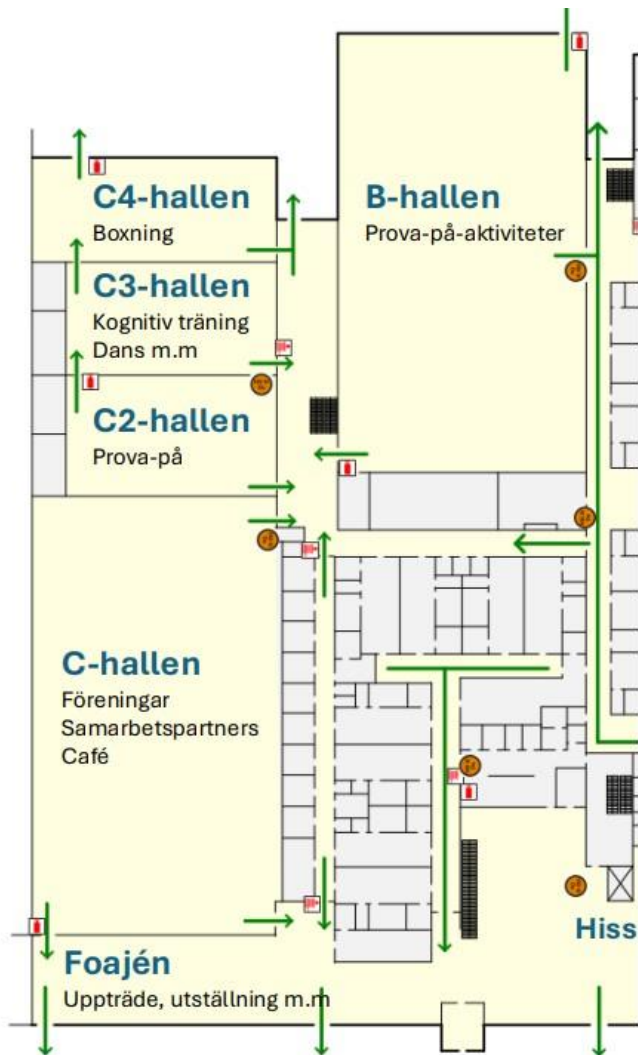 C4-hallen
Boxning
B-hallen
Prova-på-aktiviteter
C3-hallen
Kognitiv träning
Dans m.m
C2-hallen
Prova-på
C-hallen
Föreningar
Samarbetspartners
Café
Hiss
Foajén
Uppträde, utställning m.m